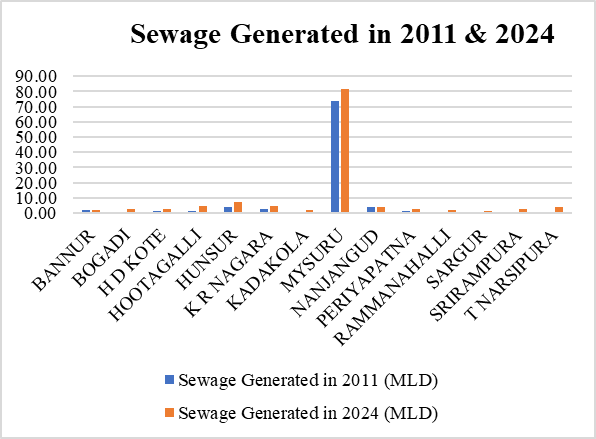 Sewage Generated in 2011 & 2024
90.00
80.00
70.00
60.00
50.00
40.00
30.00
20.00
10.00
0.00
BANNUR
BOGADI
H D KOTE
HOOTAGALLI
HUNSUR
K R NAGARA
KADAKOLA
MYSURU
NANJANGUD
PERIYAPATNA
RAMMANAHALLI
SARGUR
SRIRAMPURA
T NARSIPURA
Sewage Generated in 2011 (MLD)
Sewage Generated in 2024 (MLD)